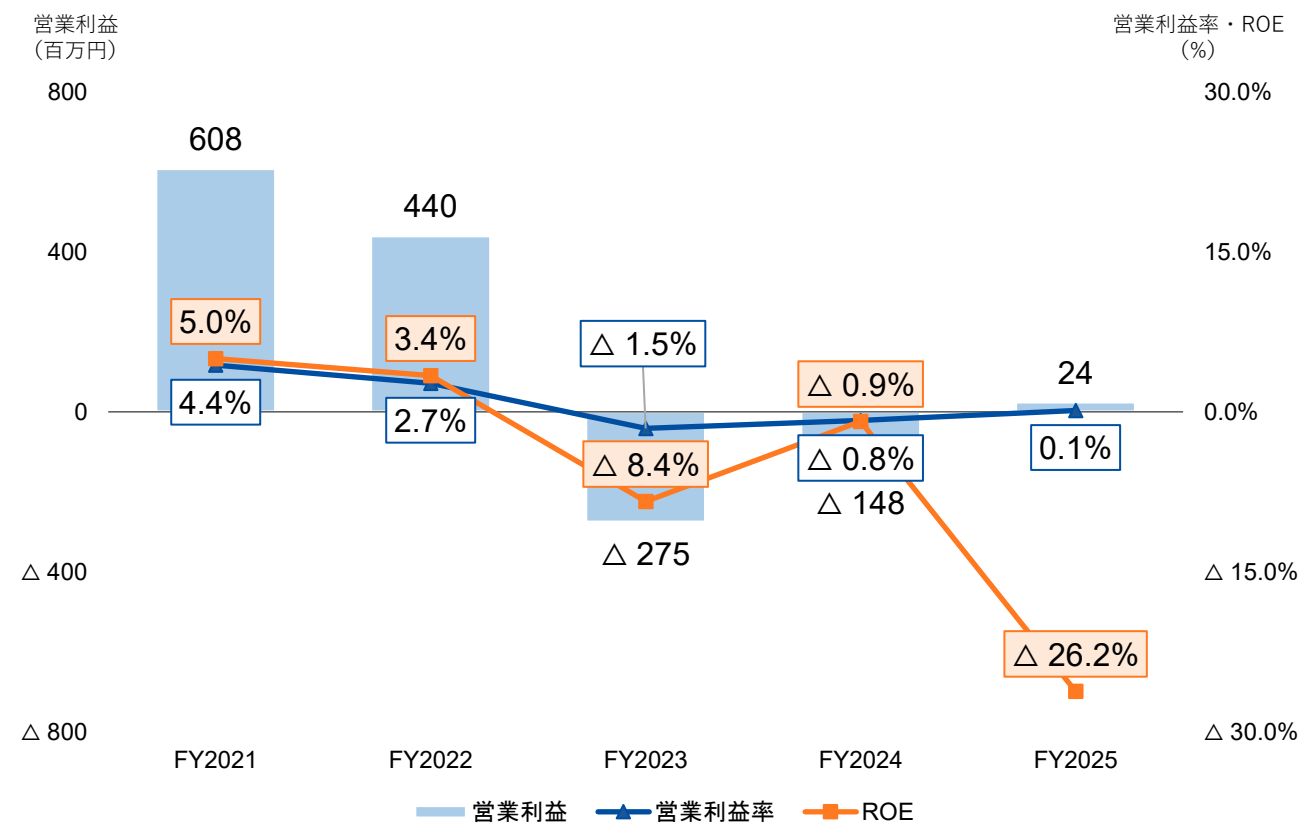 営業利益
（百万円）
営業利益率・ROE
（%）
800
400
0
△ 400
△ 800
30.0%
15.0%
0.0%
△ 15.0%
△ 30.0%
608
440
△ 275
△ 148
24
5.0%
3.4%
△ 8.4%
△ 0.9%
△ 26.2%
4.4%
2.7%
△ 1.5%
△ 0.8%
0.1%
FY2021
FY2022
FY2023
FY2024
FY2025
営業利益
営業利益率
ROE